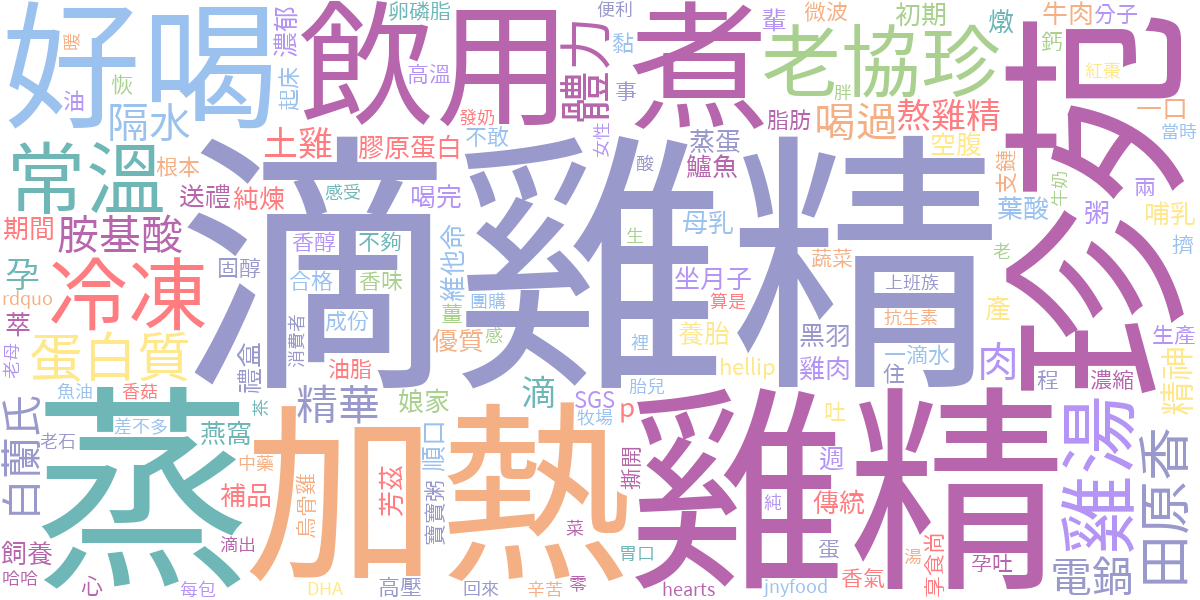 好喝
暖
濃郁
飲用
卵磷脂
高溫
便利
體力
黏
事
煮
輩
微波
初期
燉
牛肉
分子
鈣
紅棗
老協珍
珍苑
恢
油
起床
隔水
發奶
不敢
女性
脂肪
蒸蛋
胖
喝過
熬雞精
一口
當時
常溫
根本
土雞
膠原蛋白
酸
鱸魚
空腹
支鏈
牛奶
兩
送禮
純煉
感受
喝完
滴雞精
母乳
生
葉酸
粥
哺乳
期間
胺基酸
香醇
不夠
維他命
蔬菜
老
擠
孕
冷凍
固醇
合格
香味
坐月子
上班族
rdquo
團購
算是
產
萃
消費者
成份
薑
優質
感
裡
養胎
黑羽
抗生素
生產
老母
蛋白質
禮盒
油脂
hellip
雞肉
一滴水
住
肉
程
濃縮
精神
魚油
香菇
素
精華
娘家
滴
SGS
胎兒
牧場
p
雞精
吐
白蘭氏
老石
差不多
燕窩
順口
蒸
加熱
中藥
烏骨雞
芳茲
寶寶粥
撕開
週
雞湯
田原香
補品
純
傳統
飼養
滴出
菜
胃口
蛋
湯
享食尚
孕吐
電鍋
哈哈
心
每包
DHA
高壓
回來
辛苦
零
hearts
jnyfood
香氣